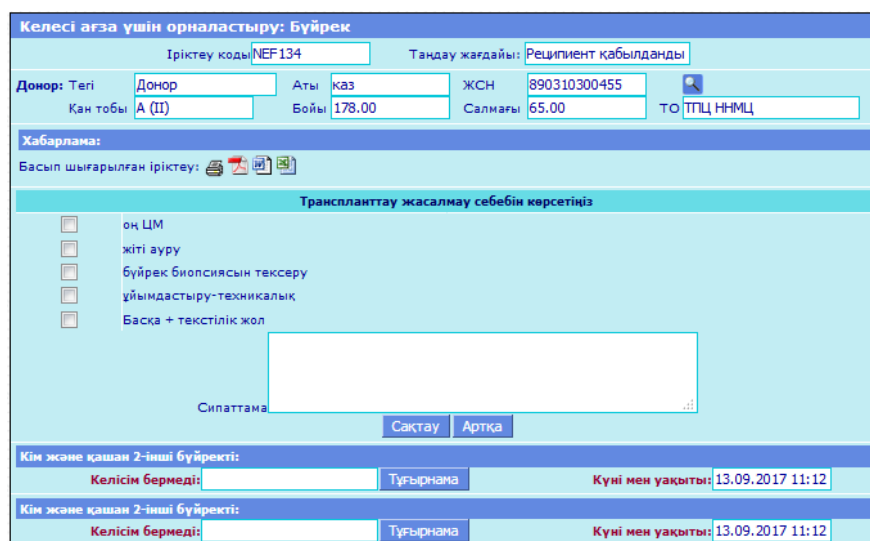 Келесі ағза үшін орналастыру: Бүйрек
Іріктеу коды NEF134 Таңдау жағдайы: Реципиент қабылданды
Донор: Тегі Донор Аты каз ЖСН 890310300455
Қан тобы A (II) Бойы 178.00 Салмағы 65.00 ТО ТПЦ ННМЦ
Хабарлама:
Басып шығарылған іріктеу:
Транспланттау жасалмау себебін көрсетіңіз
оң ЦМ
жіті ауру
бүйрек биопсиясын тексеру
ұйымдастыру-техникалық
Басқа + текстілік жол
Сипаттама
Сақтау Артқа
Кім және қашан 2-інші бүйректі:
Келісім бермеді: Тұғырнама Күні мен уақыты: 13.09.2017 11:12
Кім және қашан 2-інші бүйректі:
Келісім бермеді: Тұғырнама Күні мен уақыты: 13.09.2017 11:12